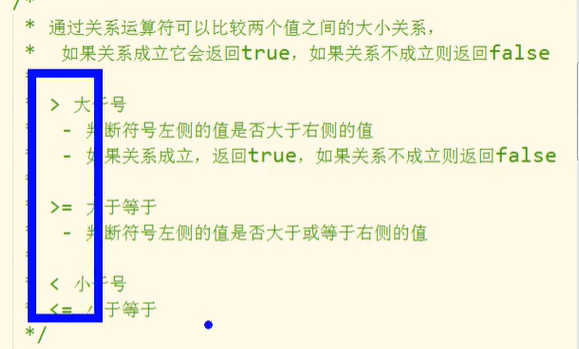 /*
* 通过关系运算符可以比较两个值之间的大小关系，
* 如果关系成立它会返回true，如果关系不成立则返回false
> 大于号
- 判断符号左侧的值是否大于右侧的值
- 如果关系成立，返回true，如果关系不成立则返回false
>= 大于等于
- 判断符号左侧的值是否大于或等于右侧的值
< 小于号
<= 小于等于
*/